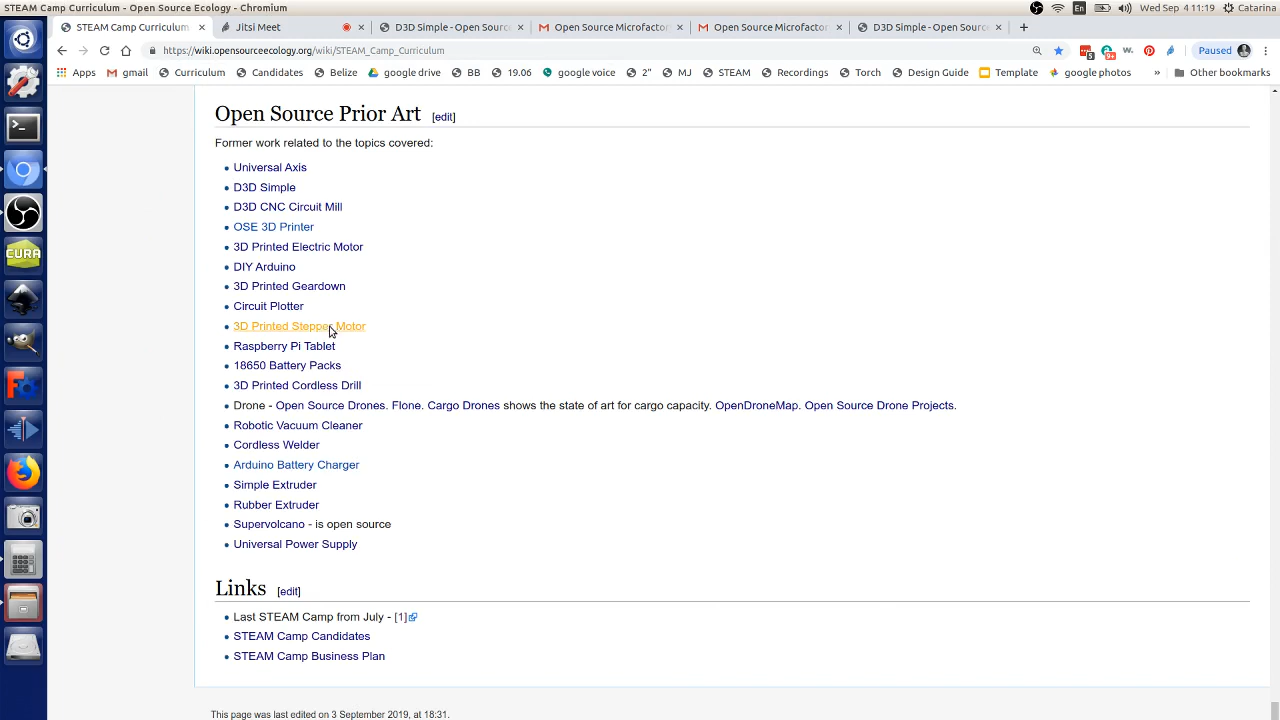 STEAM Camp Curriculum - Open Source Ecology - Chromium
En
Wed Sep 4 11:19
Catarina
STEAM Camp Curriculum
Jitsi Meet
D3D Simple - Open Source
Open Source Microfactor
Open Source Microfactor
D3D Simple - Open Source
https://wiki.opensourceecology.org/wiki/STEAM_Camp_Curriculum
Paused
Apps
gmail
Curriculum
Candidates
Belize
google drive
BB
19.06
google voice
2"
MJ
STEAM
Recordings
Torch
Design Guide
Template
google photos
»
Other bookmarks
CURA
Open Source Prior Art [edit]
Former work related to the topics covered:
Universal Axis
D3D Simple
D3D CNC Circuit Mill
OSE 3D Printer
3D Printed Electric Motor
DIY Arduino
3D Printed Geardown
Circuit Plotter
3D Printed Stepper Motor
Raspberry Pi Tablet
18650 Battery Packs
3D Printed Cordless Drill
Drone - Open Source Drones. Flone. Cargo Drones shows the state of art for cargo capacity. OpenDroneMap. Open Source Drone Projects.
Robotic Vacuum Cleaner
Cordless Welder
Arduino Battery Charger
Simple Extruder
Rubber Extruder
Supervolcano - is open source
Universal Power Supply
Links [edit]
Last STEAM Camp from July - [1]
STEAM Camp Candidates
STEAM Camp Business Plan
This page was last edited on 3 September 2019, at 18:31.